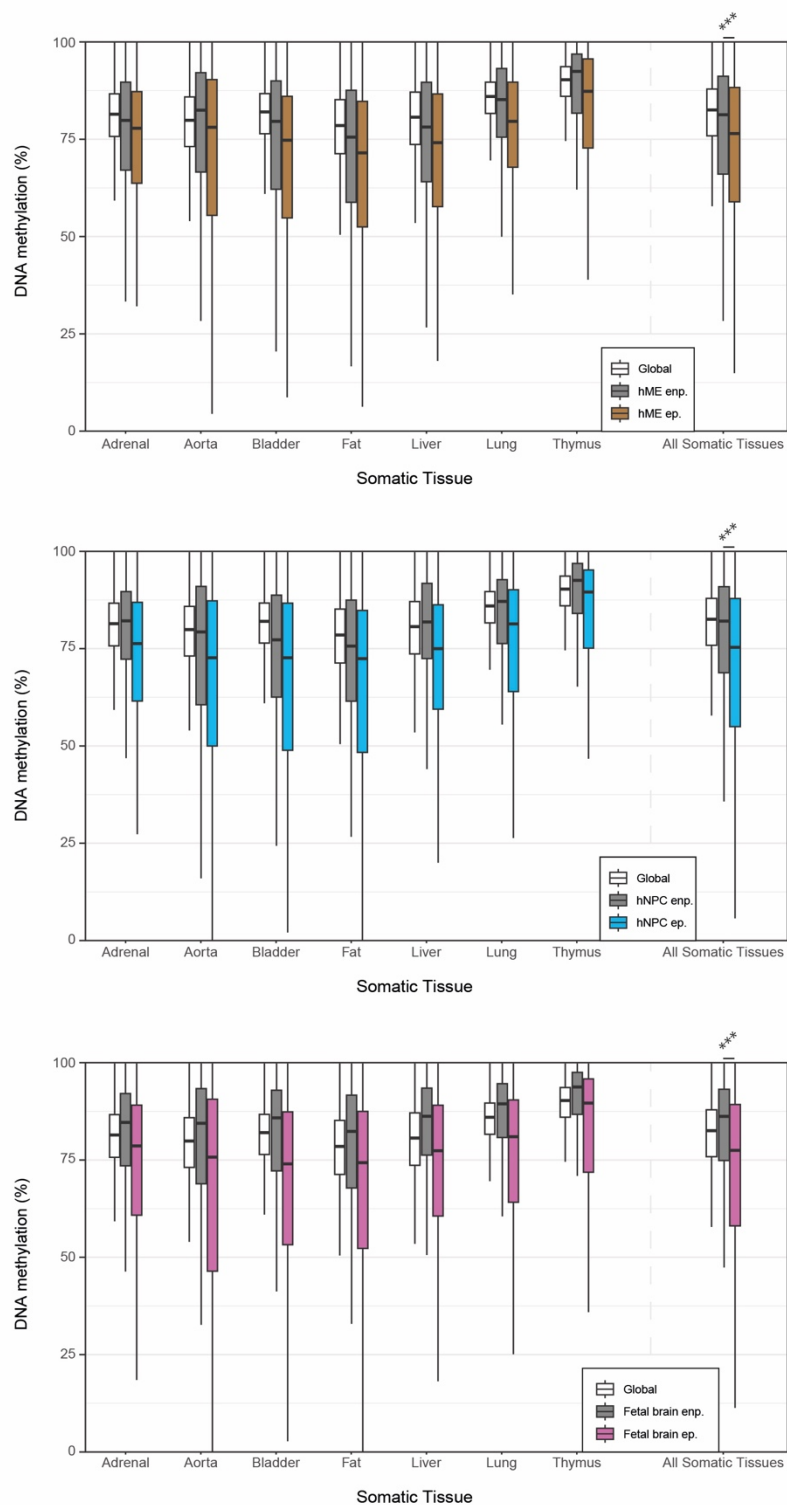 ***
100
75
50
25
0
DNA methylation (%)
Global
hME enp.
hME ep.
Adrenal Aorta Bladder Fat Liver Lung Thymus All Somatic Tissues
Somatic Tissue
***
100
75
50
25
0
DNA methylation (%)
Global
hNPC enp.
hNPC ep.
Adrenal Aorta Bladder Fat Liver Lung Thymus All Somatic Tissues
Somatic Tissue
***
100
75
50
25
0
DNA methylation (%)
Global
Fetal brain enp.
Fetal brain ep.
Adrenal Aorta Bladder Fat Liver Lung Thymus All Somatic Tissues
Somatic Tissue